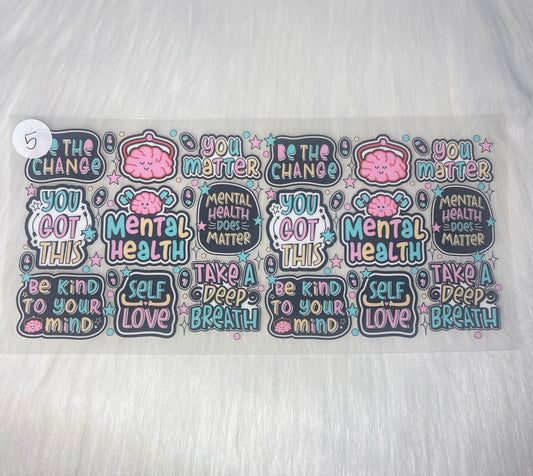 5
BE THE
CHANGE
YOU
matter
BE THE
CHANGE
YOU
matter
YOU
GOT
THIS
MENTAL
HEALTH
MENTAL
HEALTH
DOES
MATTER
YOU
GOT
THIS
MENTAL
HEALTH
MENTAL
HEALTH
DOES
MATTER
BE KIND
TO YOUR
MIND
SELF
LOVE
TAKE A
DEEP
BREATH
BE KIND
TO YOUR
MIND
SELF
LOVE
TAKE A
DEEP
BREATH